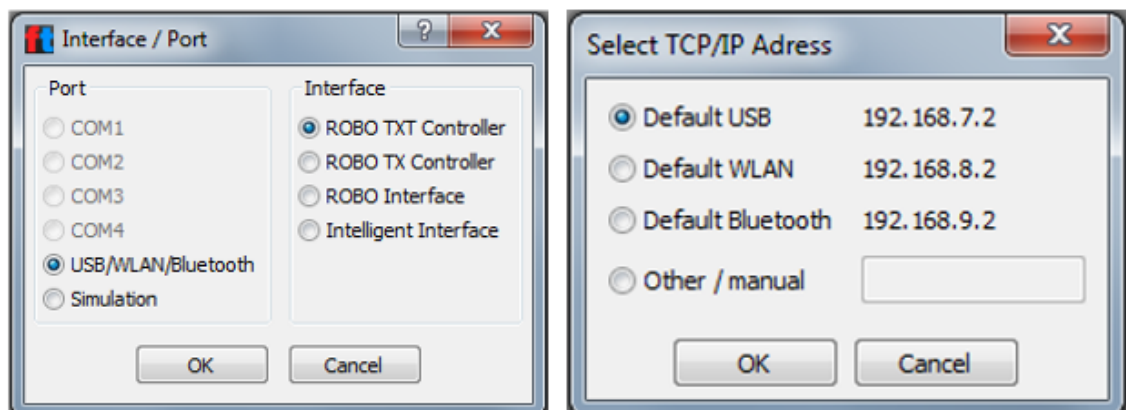 Interface / Port
Port
COM1
COM2
COM3
COM4
USB/WLAN/Bluetooth
Simulation
Interface
ROBO TXT Controller
ROBO TX Controller
ROBO Interface
Intelligent Interface
OK Cancel
Select TCP/IP Adress
Default USB 192.168.7.2
Default WLAN 192.168.8.2
Default Bluetooth 192.168.9.2
Other / manual
OK Cancel